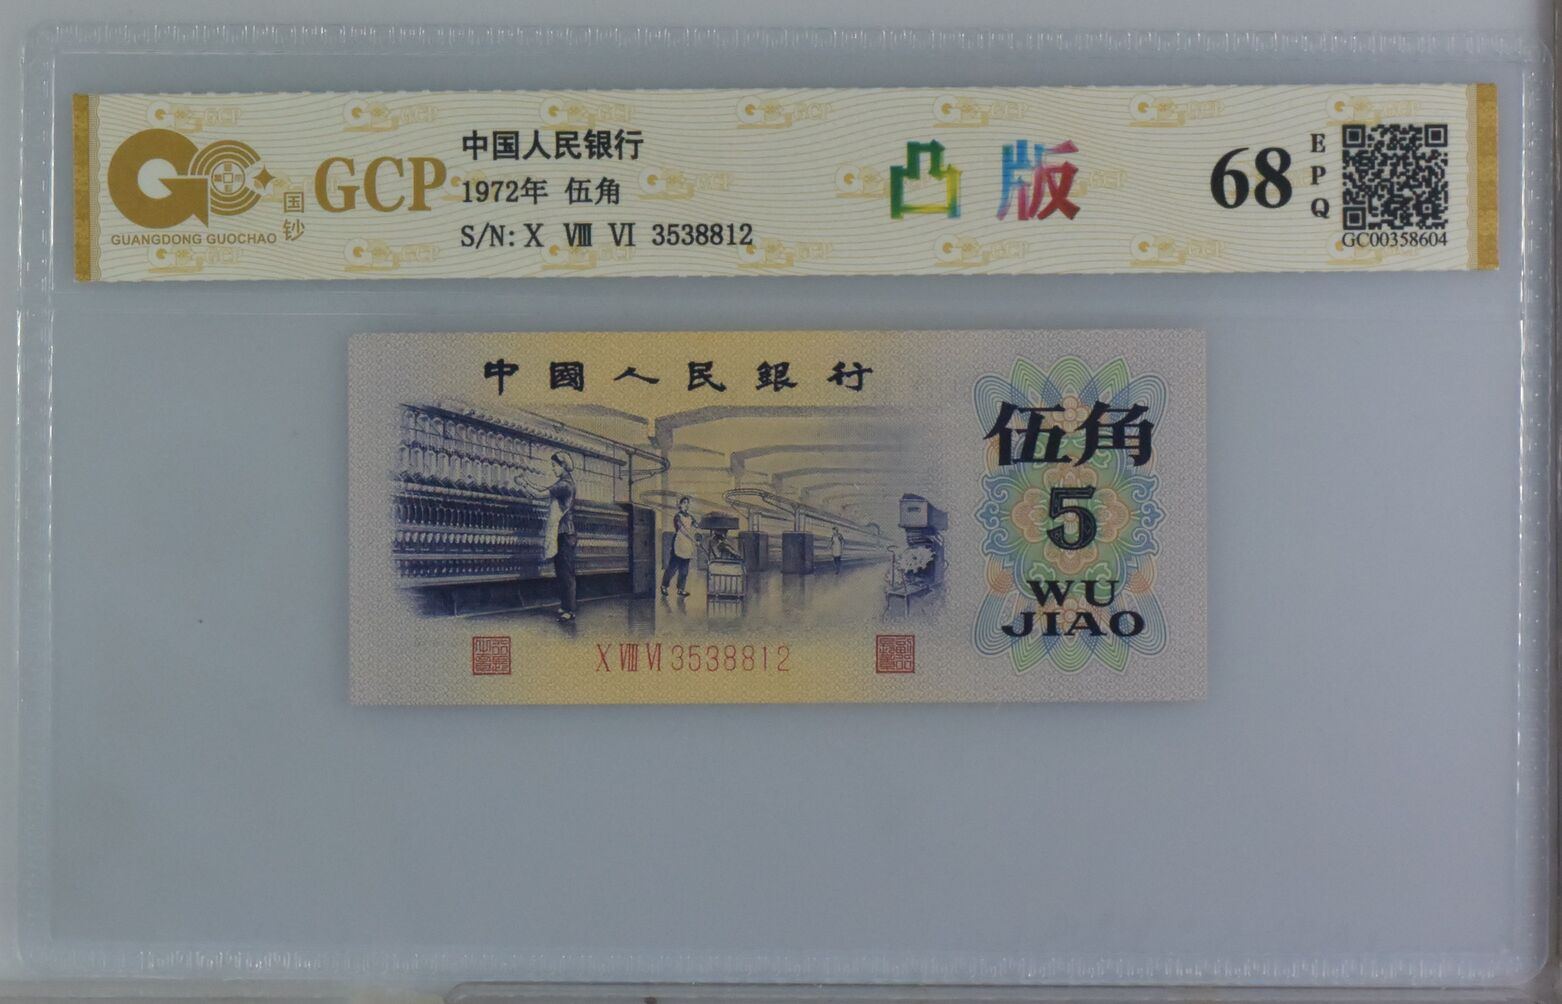 GCP
国钞
GUANGDONG GUOCHAO
中国人民银行
1972年 伍角
S/N: X Ⅷ Ⅵ 3538812
凸版
68
EPQ
GC00358604
中國人民銀行
伍角
5
WU
JIAO
X Ⅷ Ⅵ 3538812